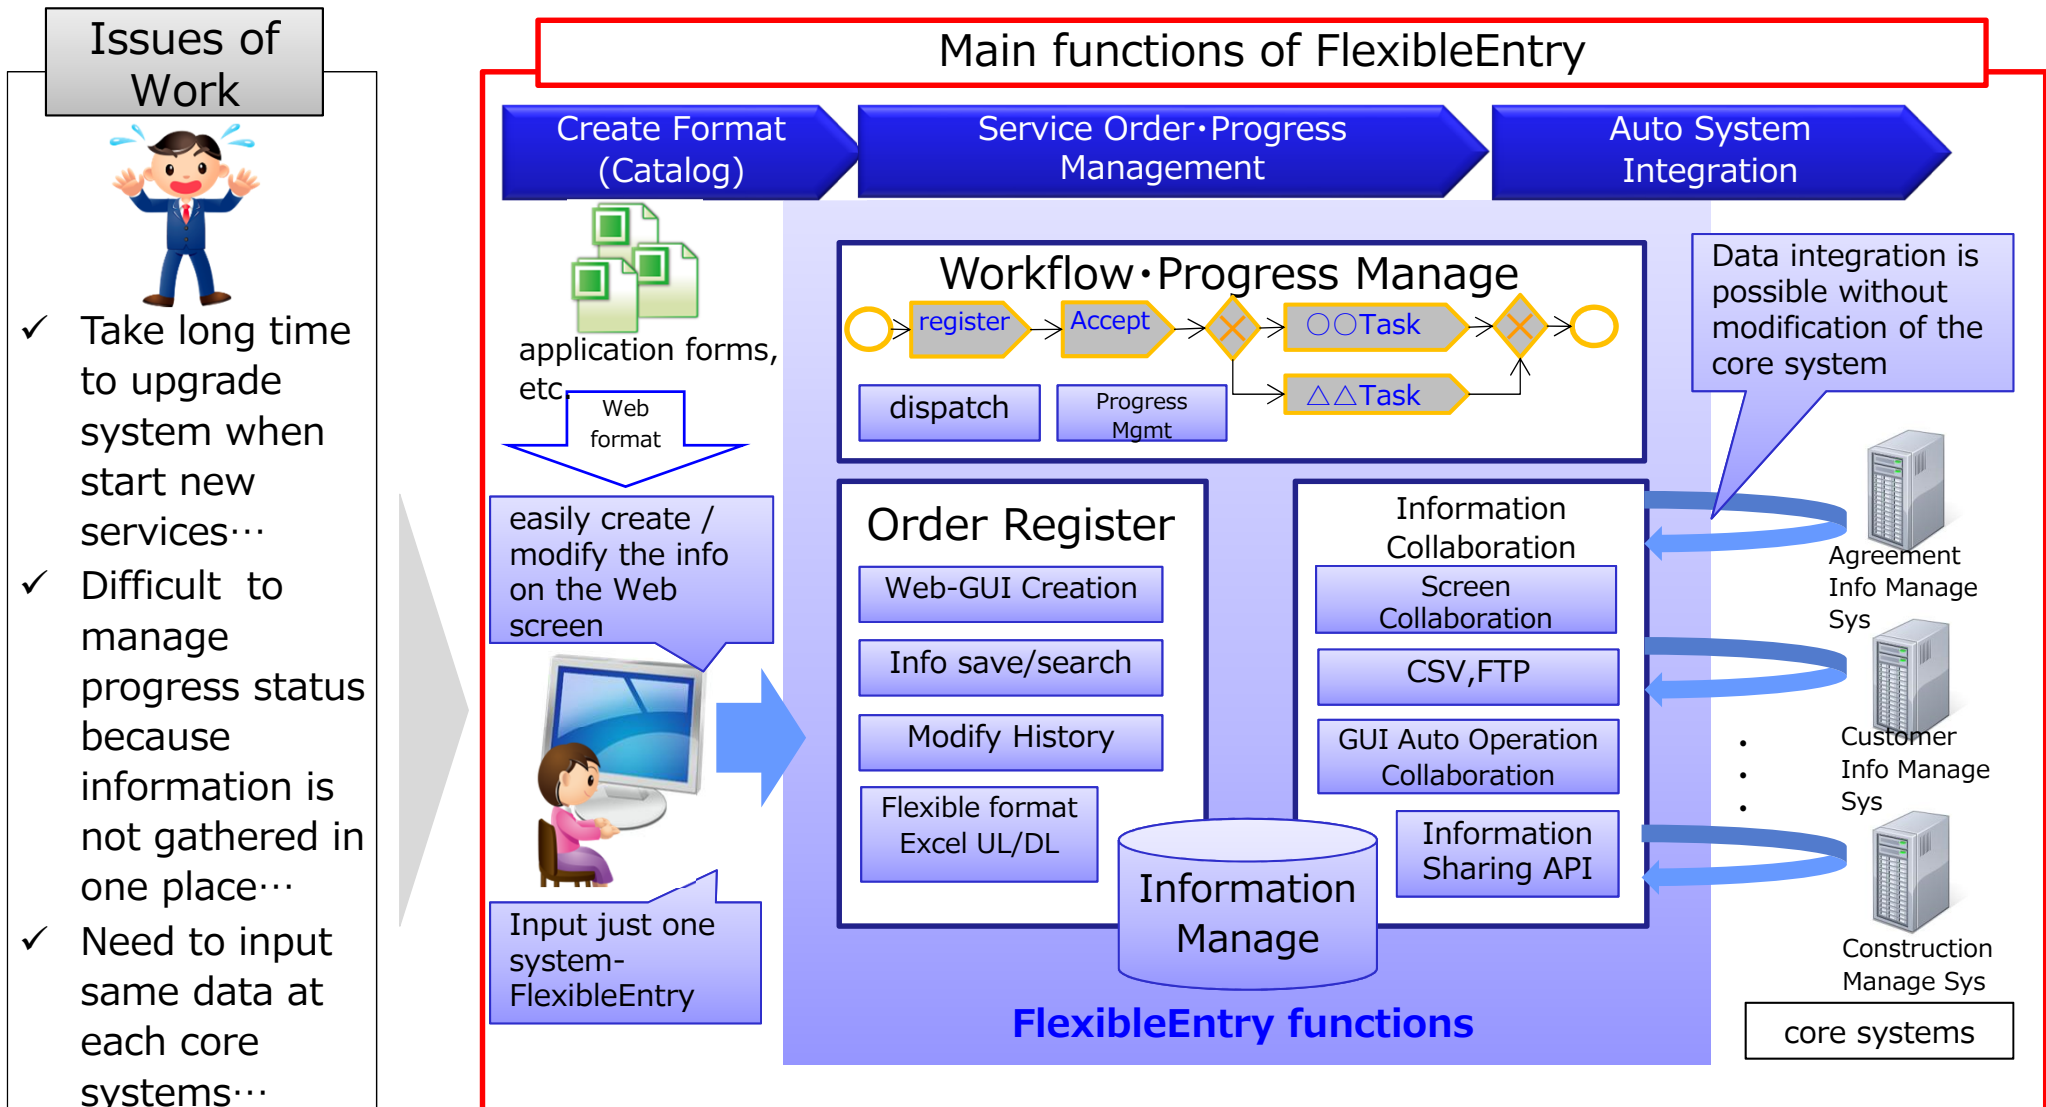 Issues of
Work
✓ Take long time
to upgrade
system when
start new
services…
✓ Difficult to
manage
progress status
because
information is
not gathered in
one place…
✓ Need to input
same data at
each core
systems…
Main functions of FlexibleEntry
Create Format
(Catalog)
Service Order・Progress
Management
Auto System
Integration
application forms,
etc.
Web
format
easily create /
modify the info
on the Web
screen
Input just one
system-
FlexibleEntry
Workflow・Progress Manage
register
Accept
○○Task
△△Task
dispatch
Progress
Mgmt
Order Register
Web-GUI Creation
Info save/search
Modify History
Flexible format
Excel UL/DL
Information
Collaboration
Screen
Collaboration
CSV,FTP
GUI Auto Operation
Collaboration
Information
Sharing API
Information
Manage
FlexibleEntry functions
Data integration is
possible without
modification of the
core system
Agreement
Info Manage
Sys
Customer
Info Manage
Sys
Construction
Manage Sys
core systems